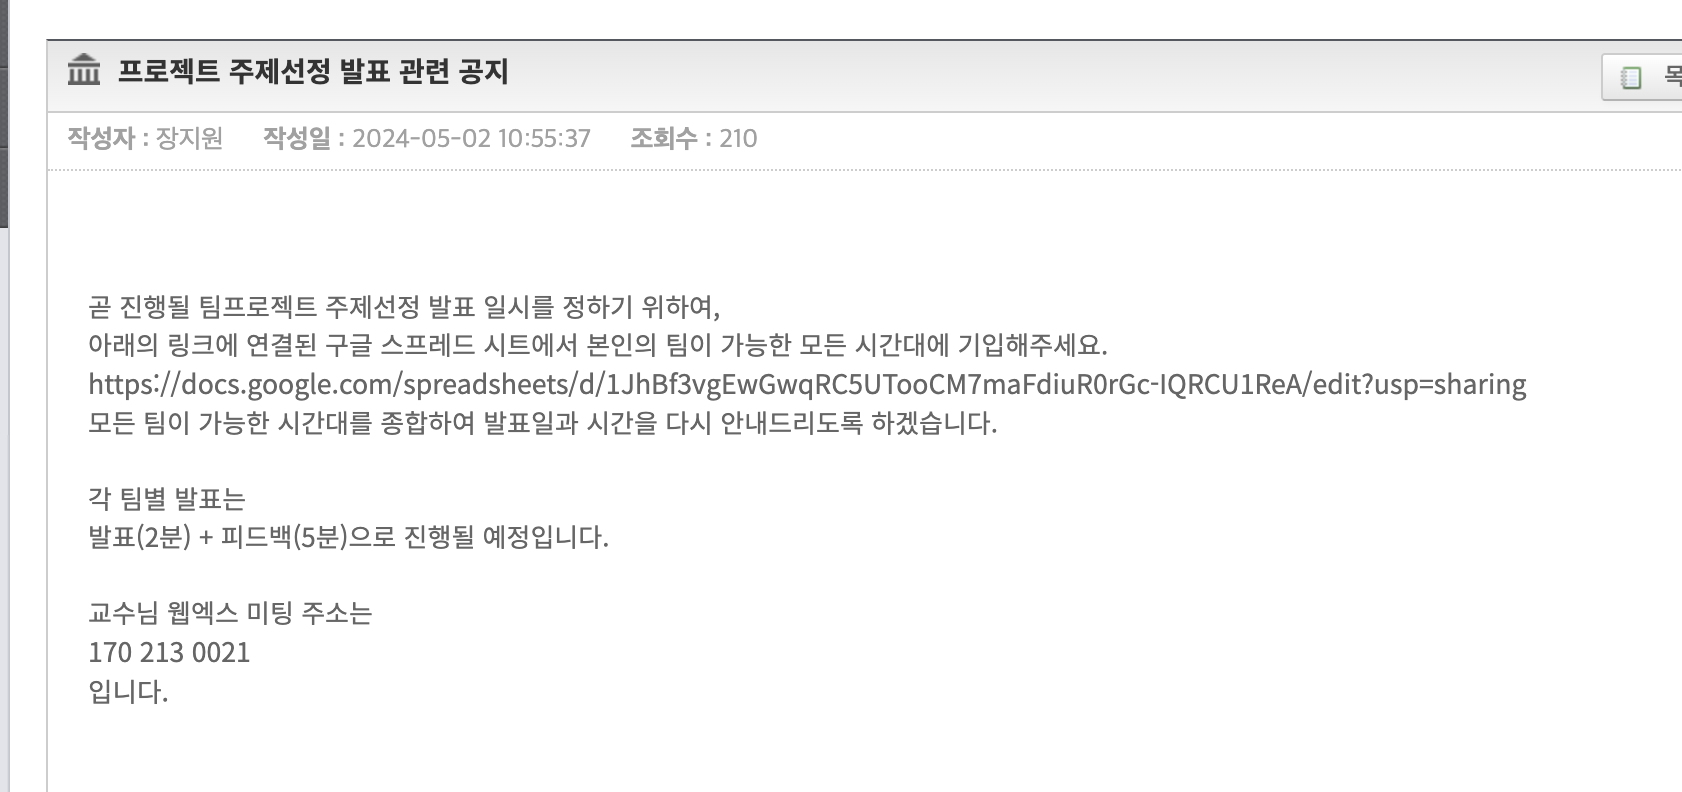 프로젝트 주제선정 발표 관련 공지
작성자 : 장지원 작성일 : 2024-05-02 10:55:37 조회수 : 210
곧 진행될 팀프로젝트 주제선정 발표 일시를 정하기 위하여,
아래의 링크에 연결된 구글 스프레드 시트에서 본인의 팀이 가능한 모든 시간대에 기입해주세요.
https://docs.google.com/spreadsheets/d/1JhBf3vgEwGwqRC5UTooCM7maFdiuR0rGc-IQRCU1ReA/edit?usp=sharing
모든 팀이 가능한 시간대를 종합하여 발표일과 시간을 다시 안내드리도록 하겠습니다.
각 팀별 발표는
발표(2분) + 피드백(5분)으로 진행될 예정입니다.
교수님 웹엑스 미팅 주소는
170 213 0021
입니다.